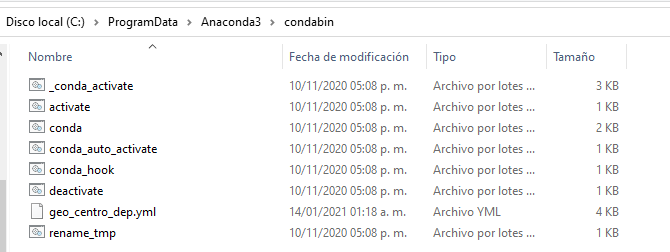 Disco local (C:) > ProgramData > Anaconda3 > condabin
Nombre Fecha de modificación Tipo Tamaño
_conda_activate 10/11/2020 05:08 p. m. Archivo por lotes ... 3 KB
activate 10/11/2020 05:08 p. m. Archivo por lotes ... 1 KB
conda 10/11/2020 05:08 p. m. Archivo por lotes ... 2 KB
conda_auto_activate 10/11/2020 05:08 p. m. Archivo por lotes ... 1 KB
conda_hook 10/11/2020 05:08 p. m. Archivo por lotes ... 1 KB
deactivate 10/11/2020 05:08 p. m. Archivo por lotes ... 1 KB
geo_centro_dep.yml 14/01/2021 01:18 a. m. Archivo YML 4 KB
rename_tmp 10/11/2020 05:08 p. m. Archivo por lotes ... 1 KB